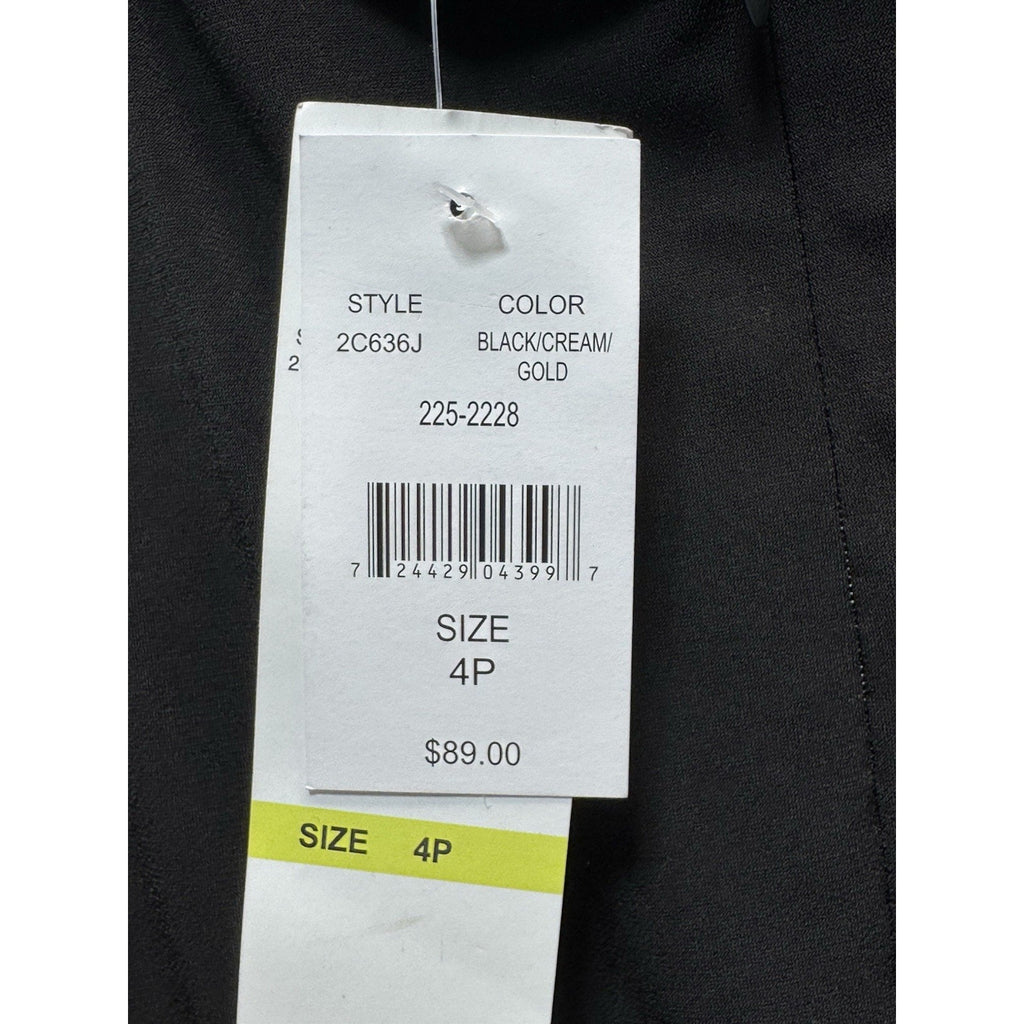 STYLE COLOR
2C636J BLACK/CREAM/
GOLD
225-2228
7 24429 04399 7
SIZE
4P
$89.00
SIZE 4P